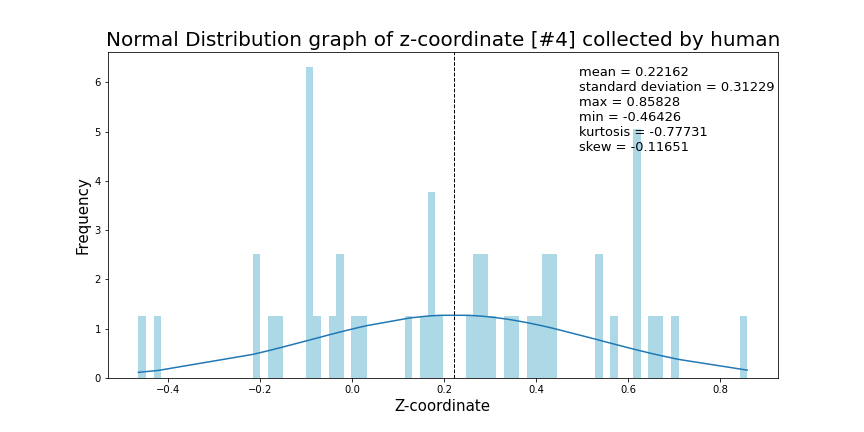 Normal Distribution graph of z-coordinate [#4] collected by human
mean = 0.22162
standard deviation = 0.31229
max = 0.85828
min = -0.46426
kurtosis = -0.77731
skew = -0.11651
Frequency
6
5
4
3
2
1
0
−0.4 −0.2 0.0 0.2 0.4 0.6 0.8
Z-coordinate